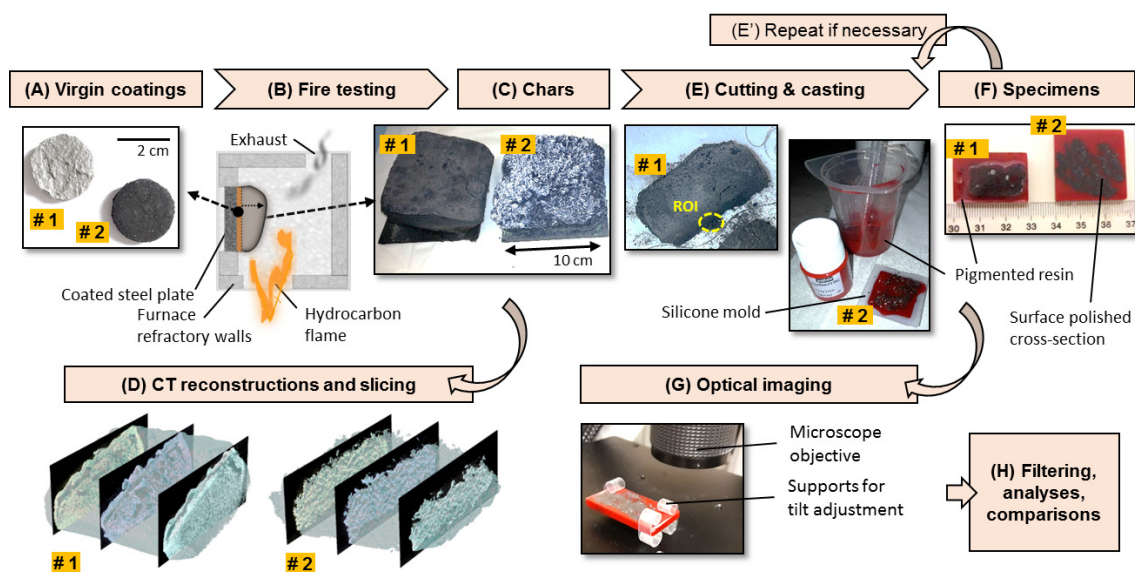 (E’) Repeat if necessary
(A) Virgin coatings
(B) Fire testing
(C) Chars
(E) Cutting & casting
(F) Specimens
2 cm
# 1
# 2
Exhaust
Coated steel plate
Furnace
refractory walls
Hydrocarbon
flame
# 1
# 2
10 cm
# 1
ROI
Silicone mold
# 2
# 1
# 2
30 31 32 33 34 35 36 37
Pigmented resin
Surface polished
cross-section
(D) CT reconstructions and slicing
# 1
# 2
(G) Optical imaging
Microscope
objective
Supports for
tilt adjustment
(H) Filtering,
analyses,
comparisons